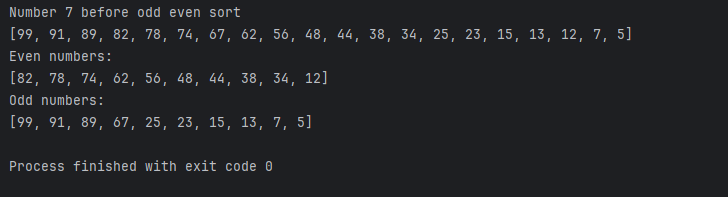 Number 7 before odd even sort
[99, 91, 89, 82, 78, 74, 67, 62, 56, 48, 44, 38, 34, 25, 23, 15, 13, 12, 7, 5]
Even numbers:
[82, 78, 74, 62, 56, 48, 44, 38, 34, 12]
Odd numbers:
[99, 91, 89, 67, 25, 23, 15, 13, 7, 5]
Process finished with exit code 0